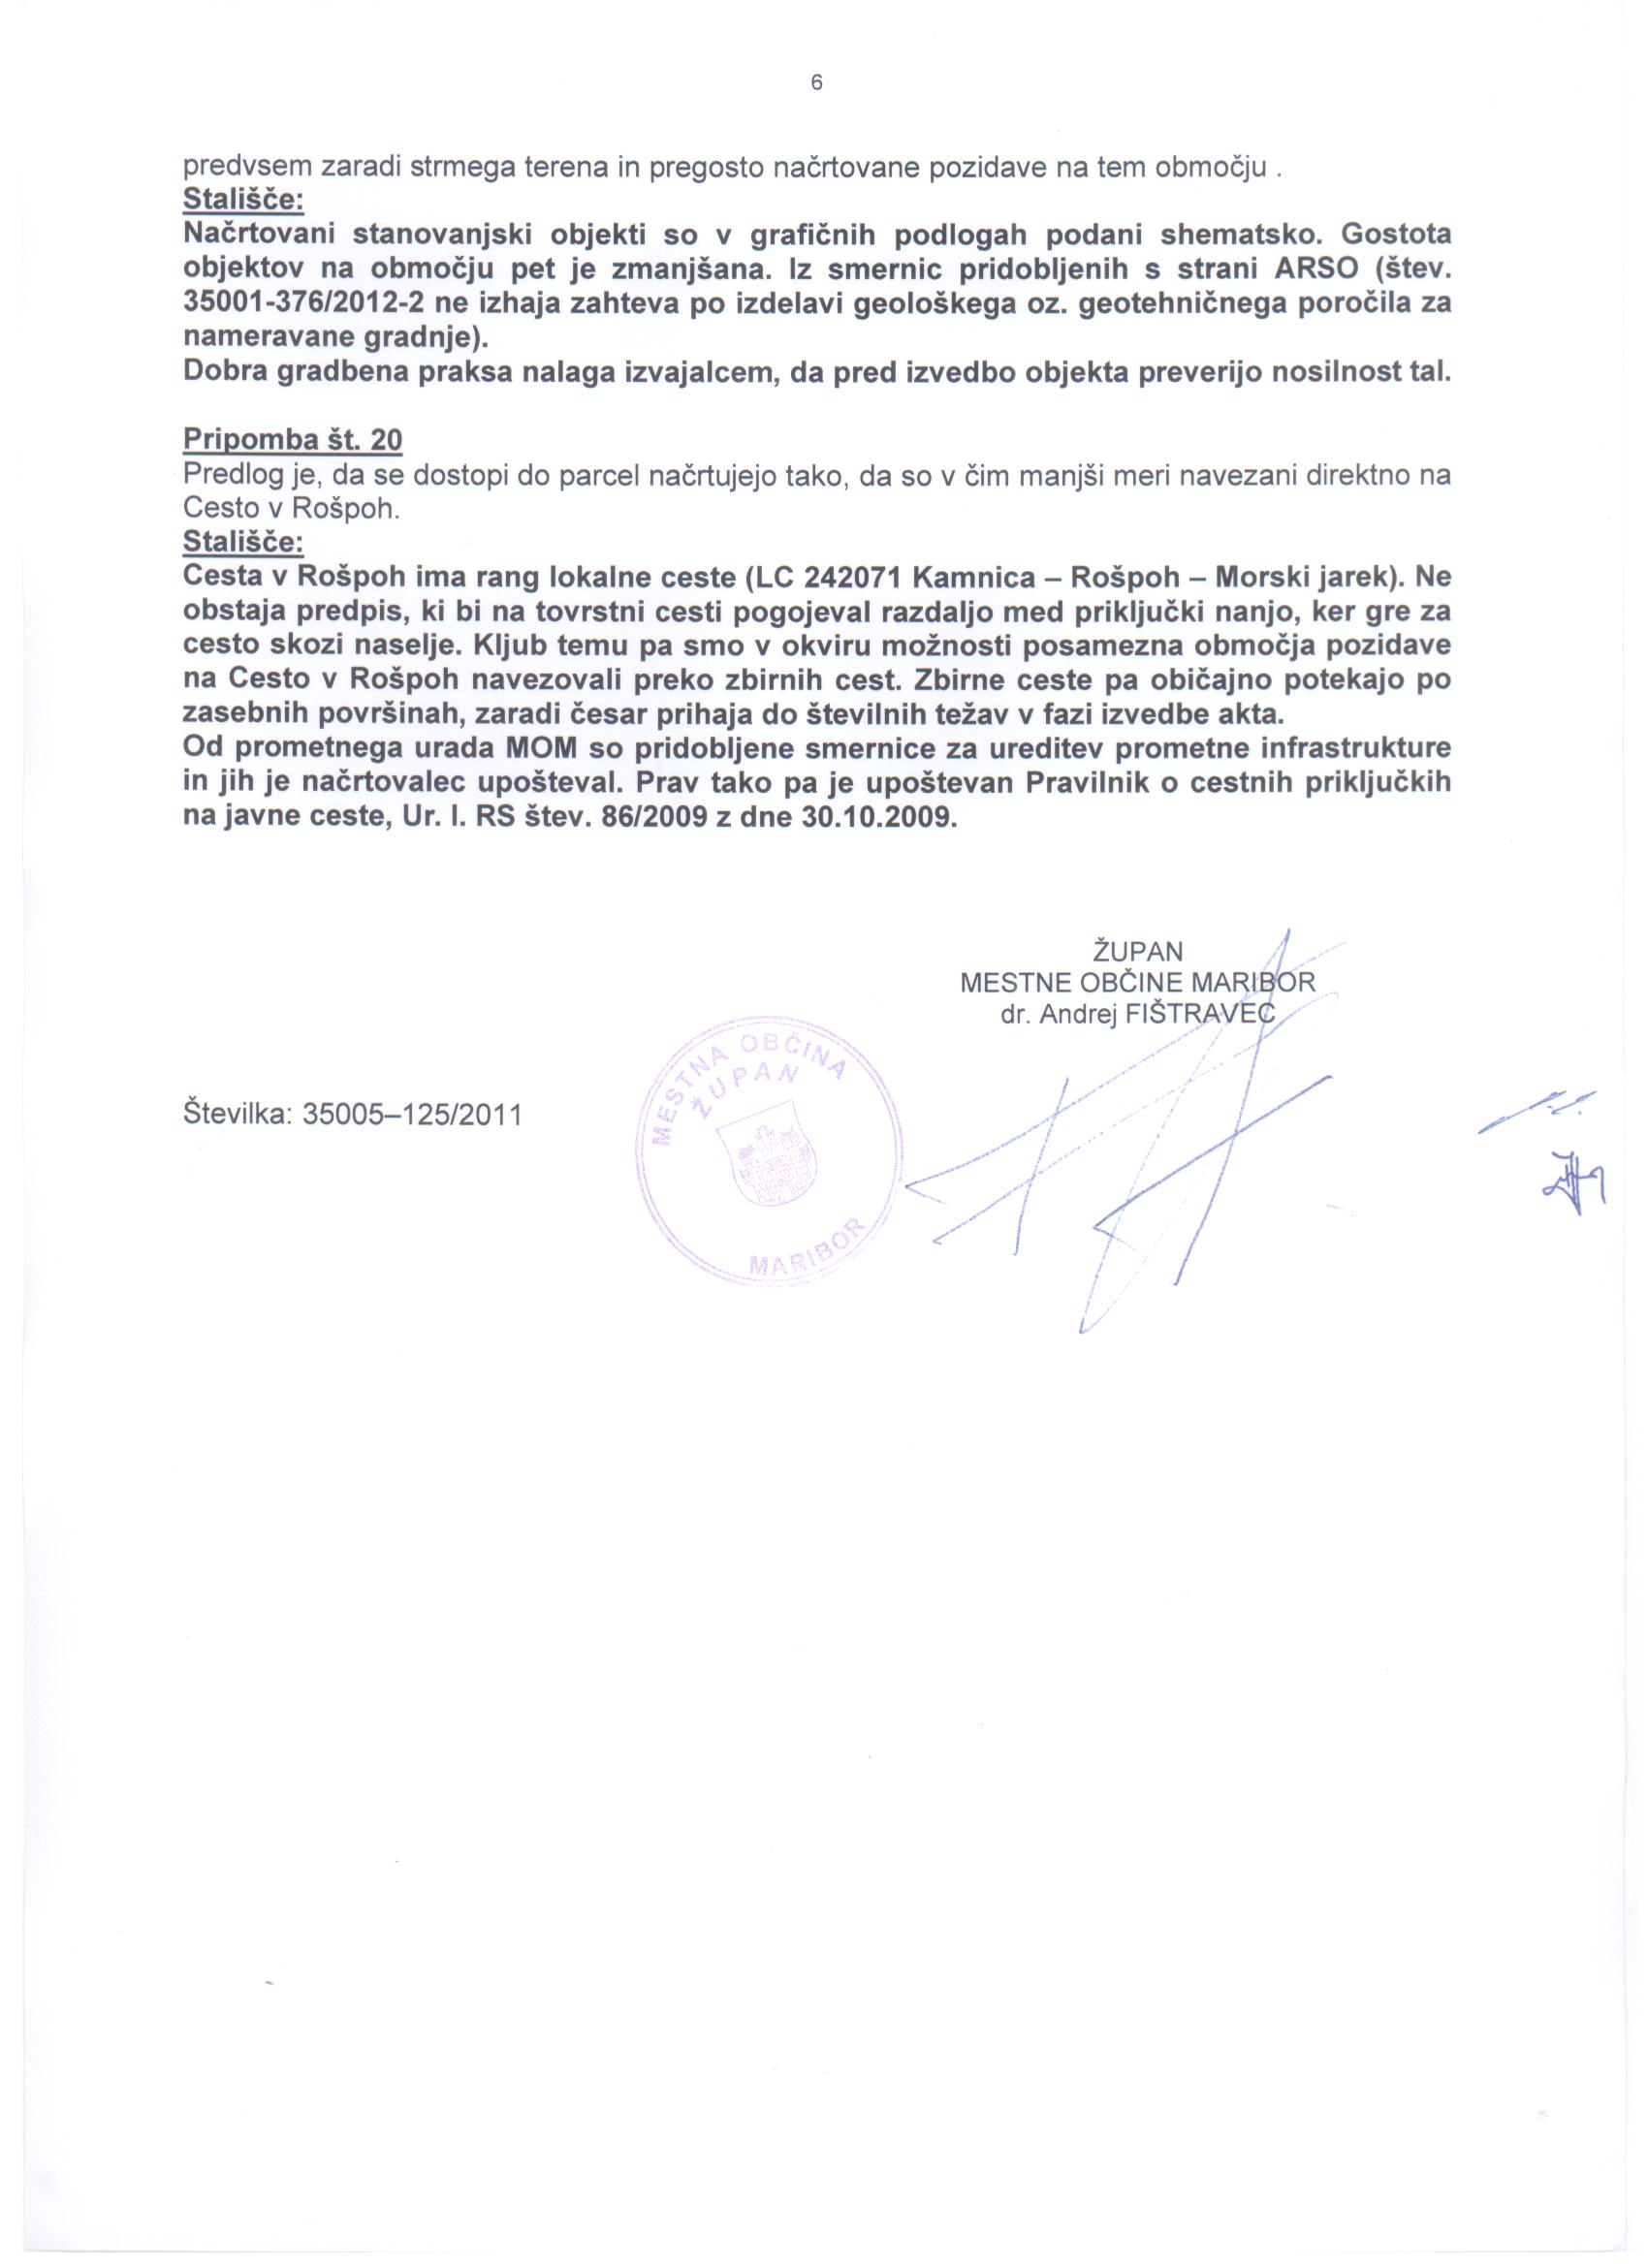 6
predvsem zaradi strmega terena in pregosto načrtovane pozidave na tem območju .
Stališče:
Načrtovani stanovanjski objekti so v grafičnih podlogah podani shematsko. Gostota
objektov na območju pet je zmanjšana. Iz smernic pridobljenih s strani ARSO (štev.
35001-376/2012-2 ne izhaja zahteva po izdelavi geološkega oz. geotehničnega poročila za
nameravane gradnje).
Dobra gradbena praksa nalaga izvajalcem, da pred izvedbo objekta preverijo nosilnost tal.
Pripomba št. 20
Predlog je, da se dostopi do parcel načrtujejo tako, da so v čim manjši meri navezani direktno na
Cesto v Rošpoh.
Stališče:
Cesta v Rošpoh ima rang lokalne ceste (LC 242071 Kamnica – Rošpoh – Morski jarek). Ne
obstaja predpis, ki bi na tovrstni cesti pogojeval razdaljo med priključki nanjo, ker gre za
cesto skozi naselje. Kljub temu pa smo v okviru možnosti posamezna območja pozidave
na Cesto v Rošpoh navezovali preko zbirnih cest. Zbirne ceste pa običajno potekajo po
zasebnih površinah, zaradi česar prihaja do številnih težav v fazi izvedbe akta.
Od prometnega urada MOM so pridobljene smernice za ureditev prometne infrastrukture
in jih je načrtovalec upošteval. Prav tako pa je upoštevan Pravilnik o cestnih priključkih
na javne ceste, Ur. l. RS štev. 86/2009 z dne 30.10.2009.
ŽUPAN
MESTNE OBČINE MARIBOR
dr. Andrej FIŠTRAVEC
MESTNA OBČINA
ŽUPAN
MARIBOR
Številka: 35005–125/2011